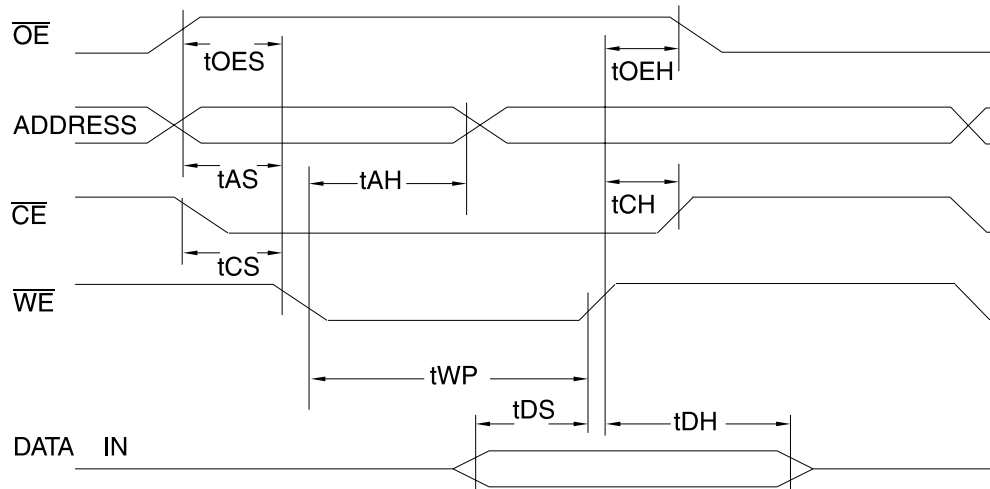 OE
tOES
tOEH
ADDRESS
tAS
tAH
CE
tCH
tCS
WE
tWP
tDS
tDH
DATA IN